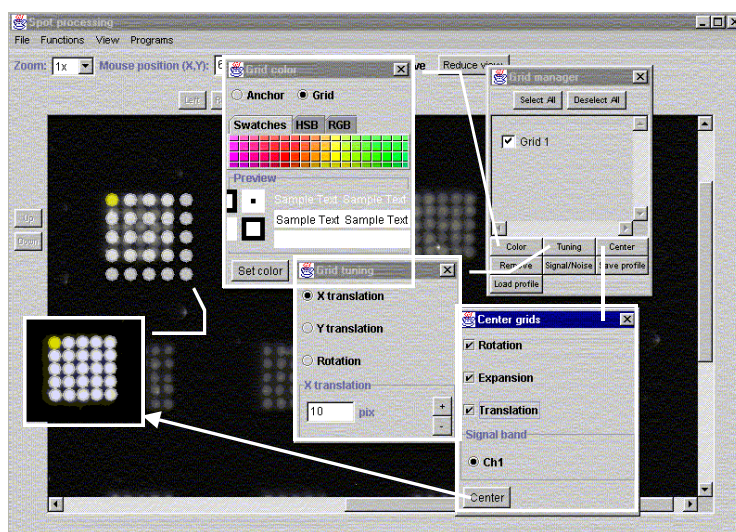 Spot processing
File Functions View Programs
Zoom: 1x Mouse position (X,Y): 6
Reduce view
Left
Up
Down
Grid color
Anchor Grid
Swatches HSB RGB
Preview
Sample Text Sample Text
Sample Text Sample Text
Set color
Grid manager
Select All Deselect All
Grid 1
Color Tuning Center
Remove Signal/Noise Save profile
Load profile
Grid tuning
X translation
Y translation
Rotation
X translation
10 pix
+
-
Center grids
Rotation
Expansion
Translation
Signal band
Ch1
Center